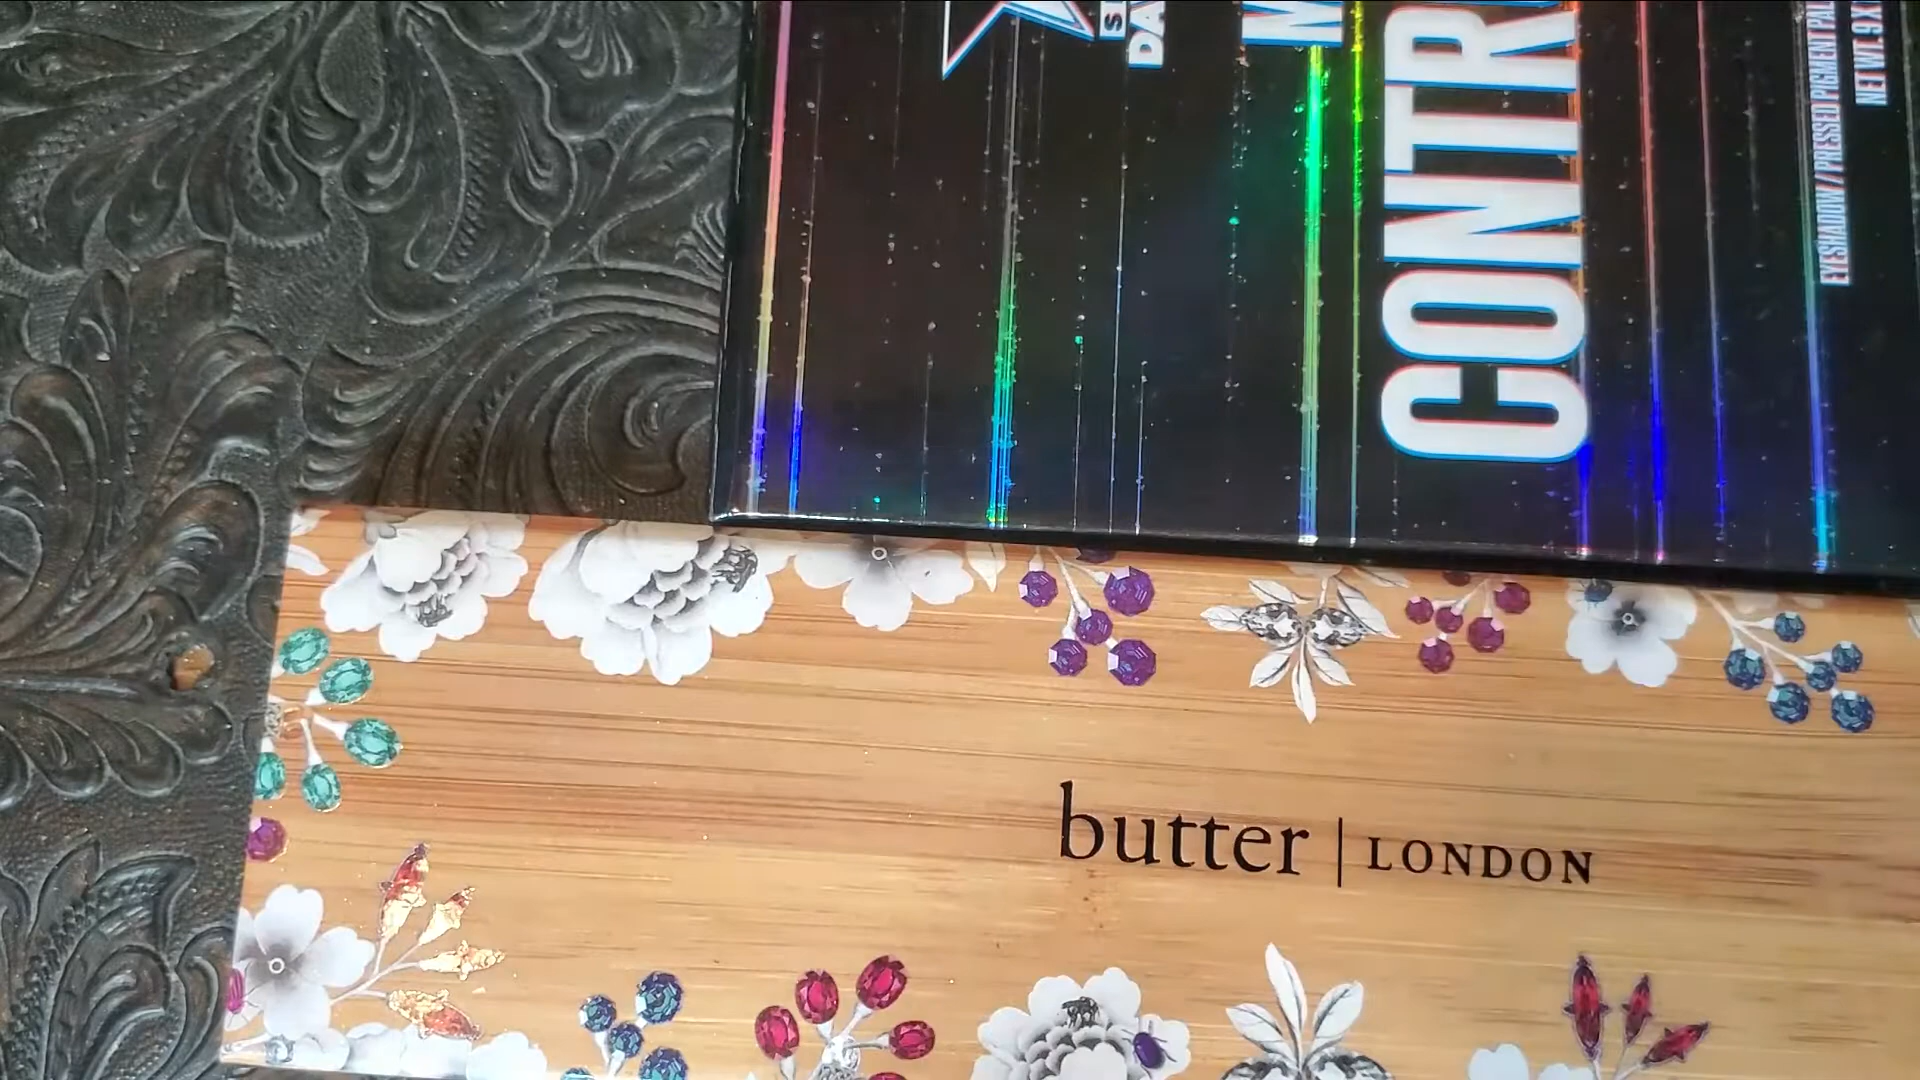 CONTR
EYESHADOW//PRESSED PIGMENT PAL
NET WT. 9X
butter | LONDON